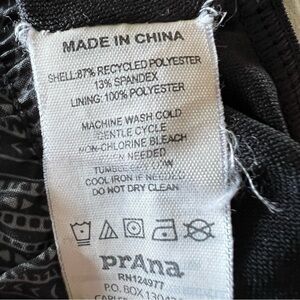 MADE IN CHINA
SHELL: 87% RECYCLED POLYESTER
13% SPANDEX
LINING: 100% POLYESTER
MACHINE WASH COLD
GENTLE CYCLE
NON-CHLORINE BLEACH
NEEDED
TUMBLE
COOL IRON IF NEEDED
DO NOT DRY CLEAN
prAna
RN124977
P.O. BOX